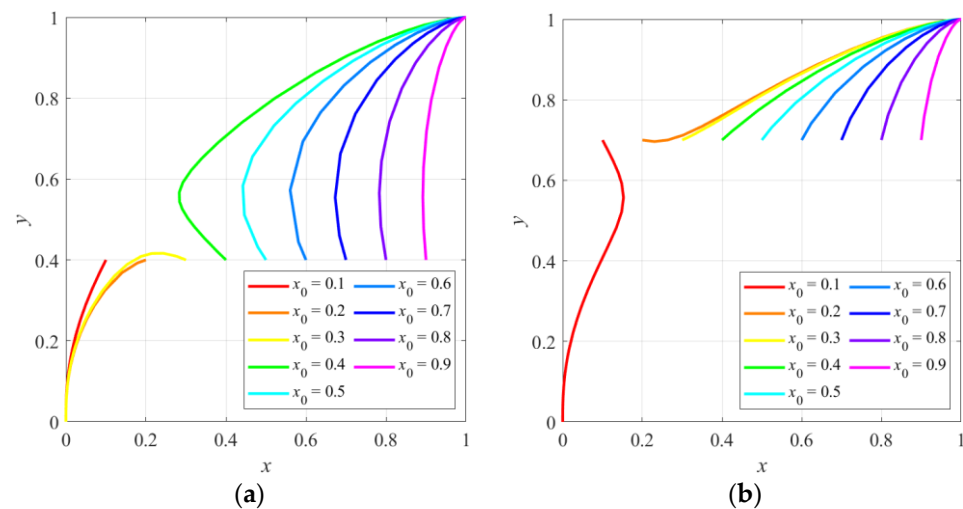 1
0.8
0.6
y
0.4
0.2
0
x₀ = 0.1 x₀ = 0.6
x₀ = 0.2 x₀ = 0.7
x₀ = 0.3 x₀ = 0.8
x₀ = 0.4 x₀ = 0.9
x₀ = 0.5
0 0.2 0.4 0.6 0.8 1
x
(a)
1
0.8
0.6
y
0.4
0.2
0
x₀ = 0.1 x₀ = 0.6
x₀ = 0.2 x₀ = 0.7
x₀ = 0.3 x₀ = 0.8
x₀ = 0.4 x₀ = 0.9
x₀ = 0.5
0 0.2 0.4 0.6 0.8 1
x
(b)